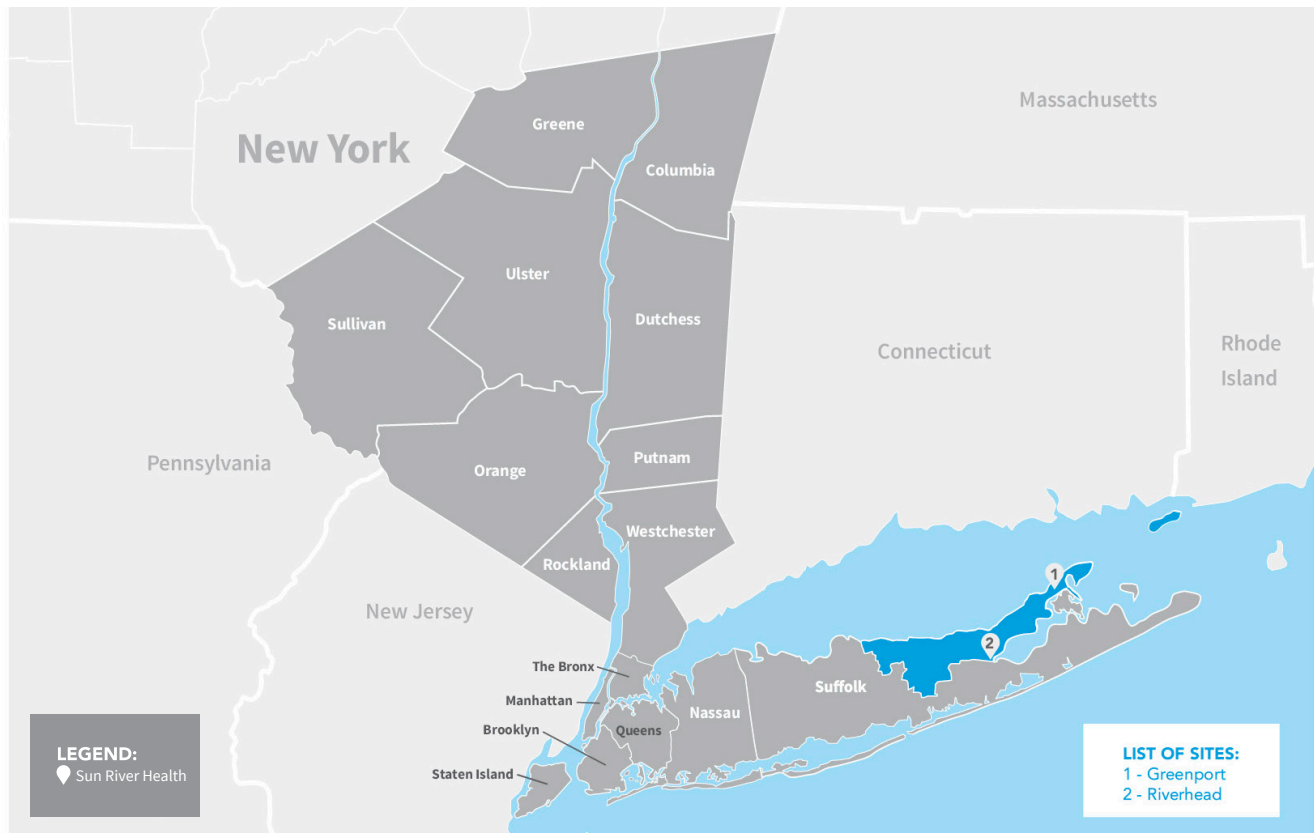 Massachusetts
Greene
New York
Columbia
Ulster
Sullivan
Dutchess
Connecticut
Rhode
Island
Pennsylvania
Putnam
Orange
Westchester
Rockland
1
New Jersey
2
The Bronx
Suffolk
Manhattan
Nassau
Brooklyn
Queens
Staten Island
LEGEND:
Sun River Health
LIST OF SITES:
1 - Greenport
2 - Riverhead